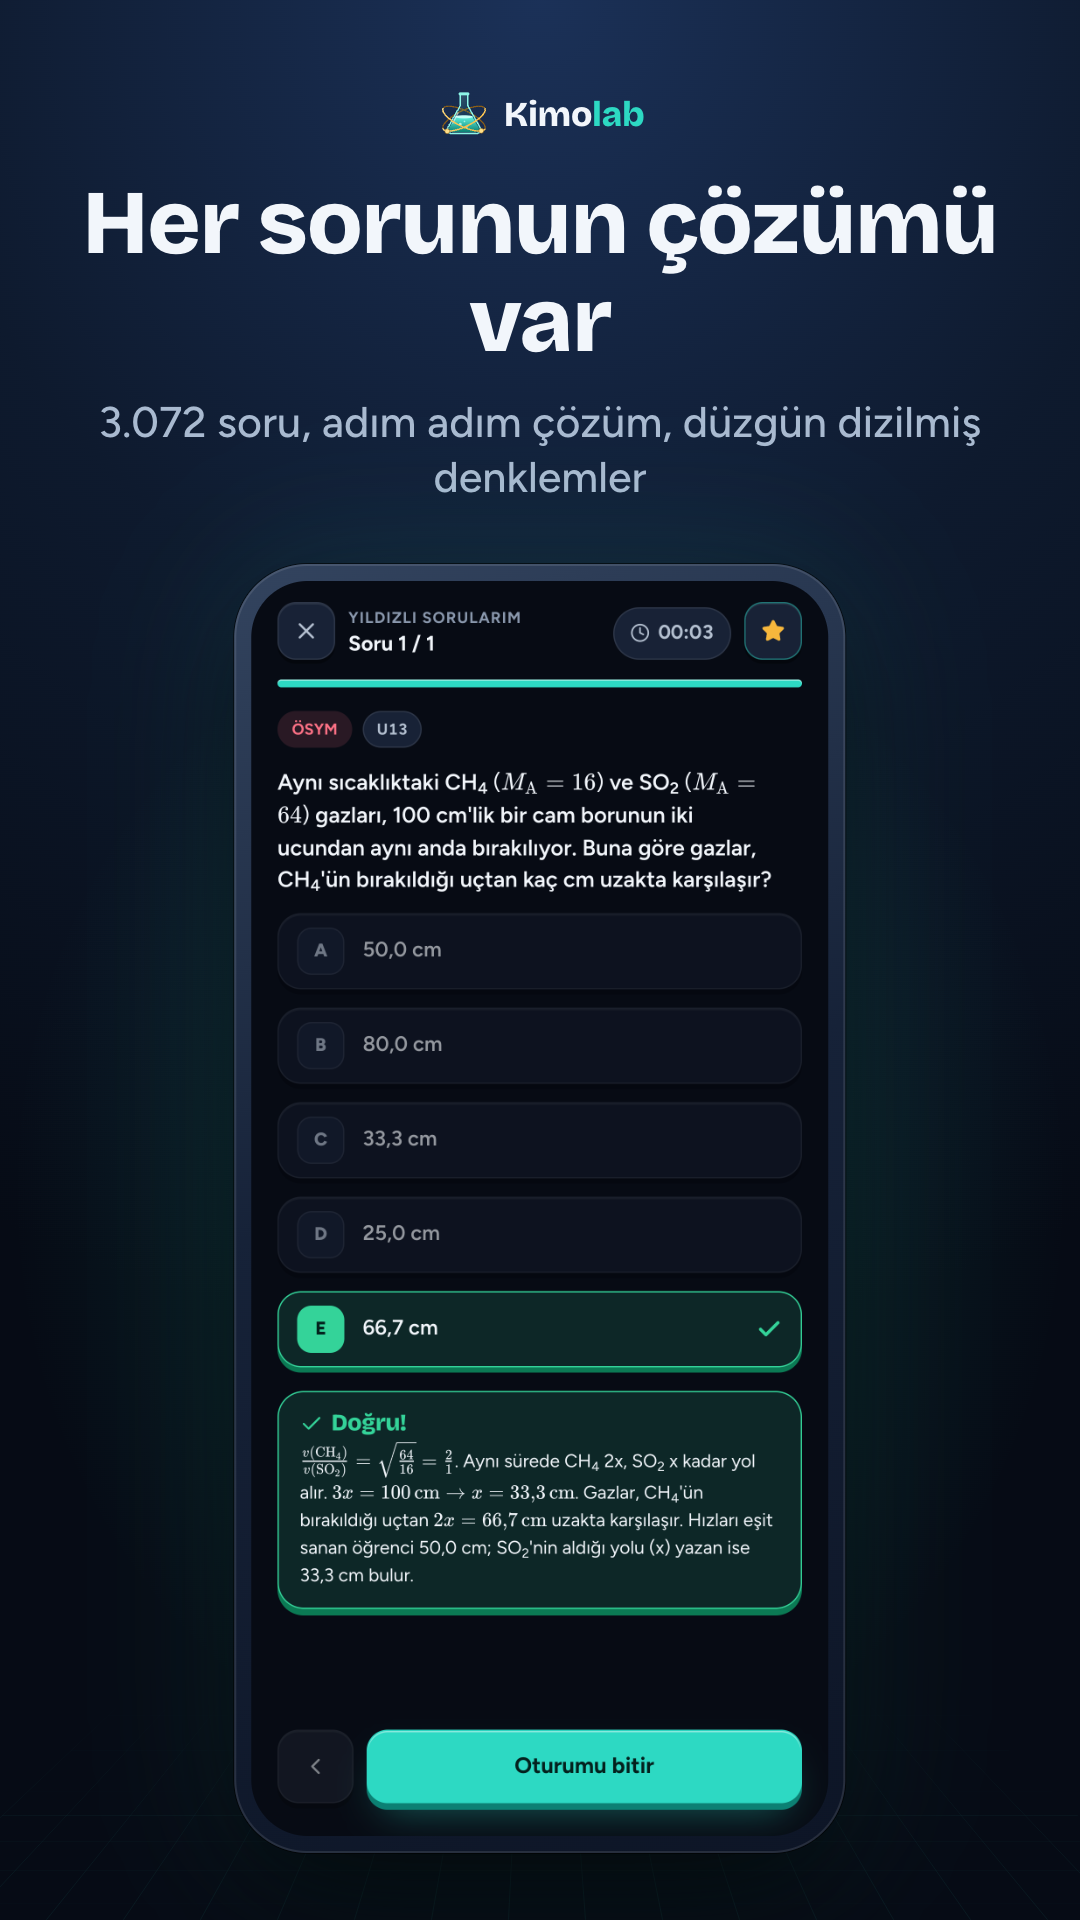 Kimolab
Her sorunun çözümü
var
3.072 soru, adım adım çözüm, düzgün dizilmiş
denklemler
YILDIZLI SORULARIM
Soru 1 / 1
00:03
ÖSYM
U13
Aynı sıcaklıktaki CH₄ (M_A = 16) ve SO₂ (M_A =
64) gazları, 100 cm'lik bir cam borunun iki
ucundan aynı anda bırakılıyor. Buna göre gazlar,
CH₄'ün bırakıldığı uçtan kaç cm uzakta karşılaşır?
A 50,0 cm
B 80,0 cm
C 33,3 cm
D 25,0 cm
E 66,7 cm
Doğru!
v(CH₄)/v(SO₂) = √(64/16) = 2/1. Aynı sürede CH₄ 2x, SO₂ x kadar yol
alır. 3x = 100 cm → x = 33,3 cm. Gazlar, CH₄'ün
bırakıldığı uçtan 2x = 66,7 cm uzakta karşılaşır. Hızları eşit
sanan öğrenci 50,0 cm; SO₂'nin aldığı yolu (x) yazan ise
33,3 cm bulur.
Oturumu bitir